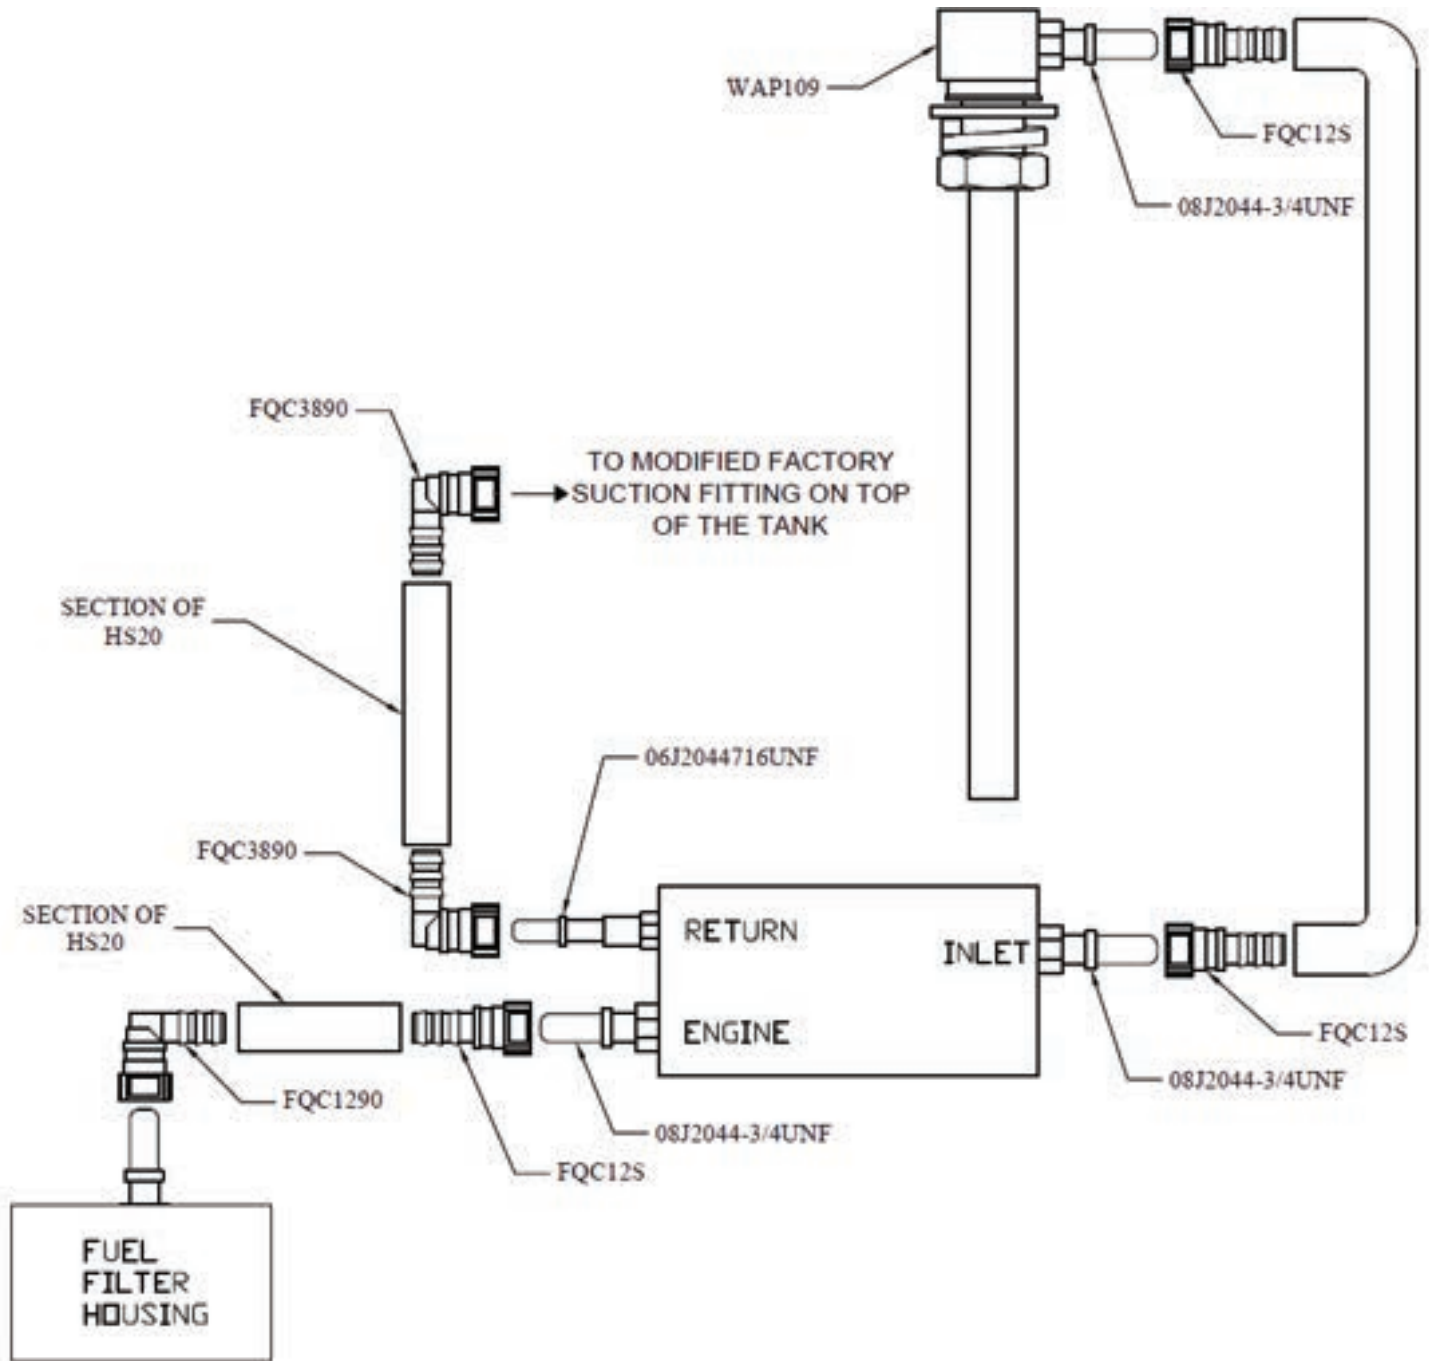 WAP109
FQC12S
08J2044-3/4UNF
FQC3890
TO MODIFIED FACTORY
SUCTION FITTING ON TOP
OF THE TANK
SECTION OF
HS20
06J2044716UNF
FQC3890
SECTION OF
HS20
RETURN
INLET
ENGINE
FQC12S
08J2044-3/4UNF
FQC1290
08J2044-3/4UNF
FQC12S
FUEL
FILTER
HOUSING